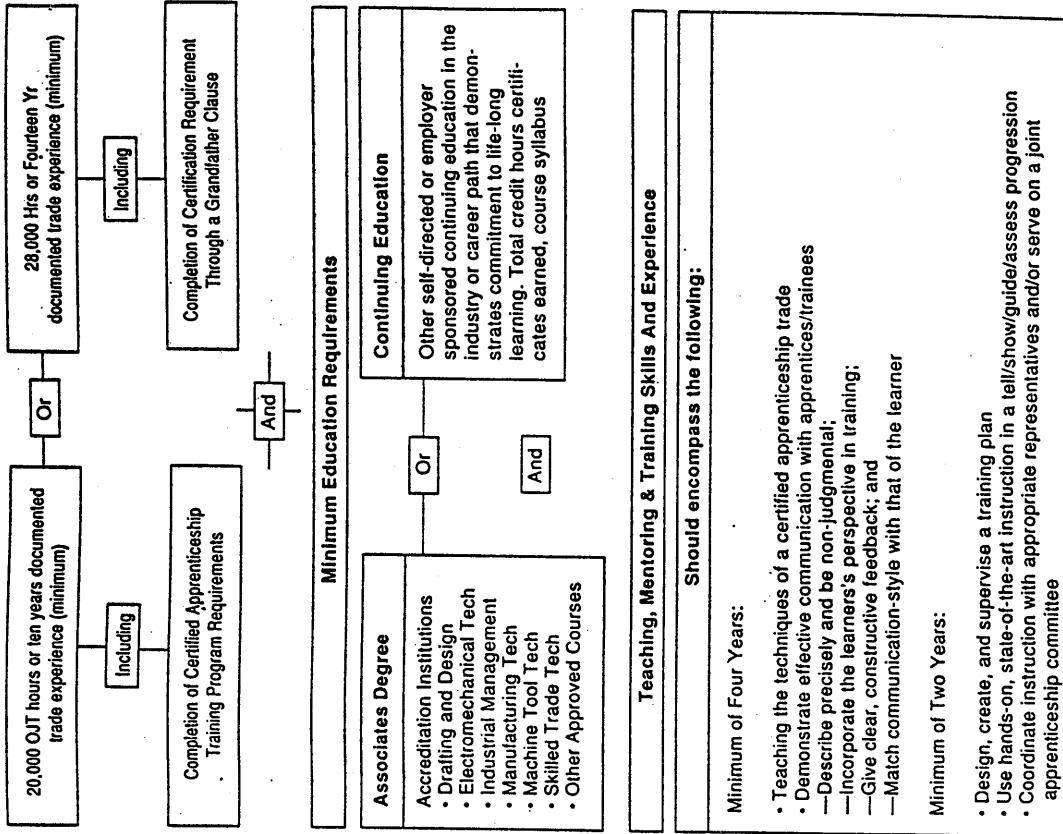 20,000 OJT hours or ten years documented
trade experience (minimum)
Or
28,000 Hrs or Fourteen Yr
documented trade experience (minimum)
Including
Including
Completion of Certified Apprenticeship
Training Program Requirements
Completion of Certification Requirement
Through a Grandfather Clause
And
Minimum Education Requirements
Associates Degree
Accreditation Institutions
• Drafting and Design
• Electromechanical Tech
• Industrial Management
• Manufacturing Tech
• Machine Tool Tech
• Skilled Trade Tech
• Other Approved Courses
Or
And
Continuing Education
Other self-directed or employer
sponsored continuing education in the
industry or career path that demon-
strates commitment to life-long
learning. Total credit hours certifi-
cates earned, course syllabus
Teaching, Mentoring & Training Skills And Experience
Should encompass the following:
Minimum of Four Years:
• Teaching the techniques of a certified apprenticeship trade
• Demonstrate effective communication with apprentices/trainees
—Describe precisely and be non-judgmental;
—Incorporate the learners's perspective in training;
—Give clear, constructive feedback; and
—Match communication-style with that of the learner
Minimum of Two Years:
• Design, create, and supervise a training plan
• Use hands-on, state-of-the-art instruction in a tell/show/guide/assess progression
• Coordinate instruction with appropriate representatives and/or serve on a joint
apprenticeship committee